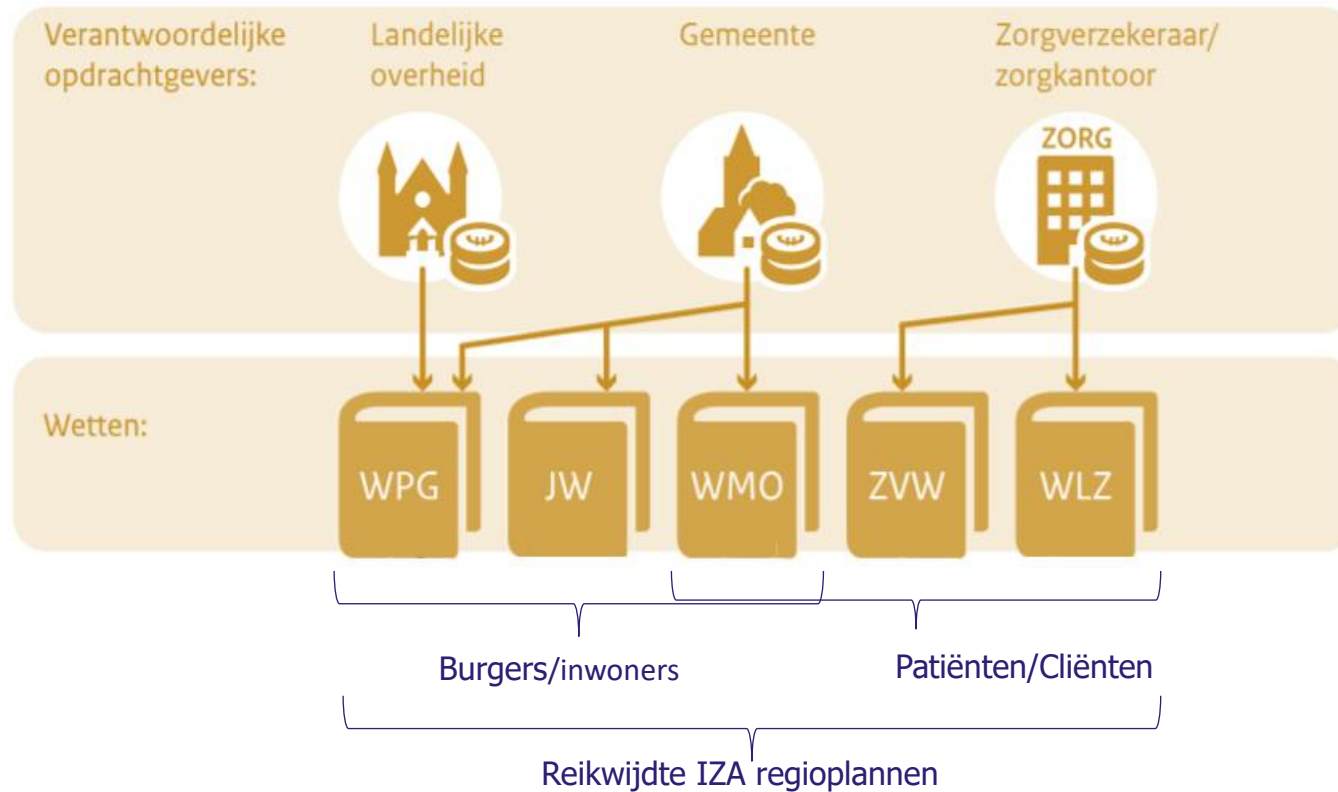 Verantwoordelijke
opdrachtgevers:
Landelijke
overheid
Gemeente
Zorgverzekeraar/
zorgkantoor
ZORG
Wetten:
WPG
JW
WMO
ZVW
WLZ
Burgers/inwoners
Patiënten/Cliënten
Reikwijdte IZA regioplannen